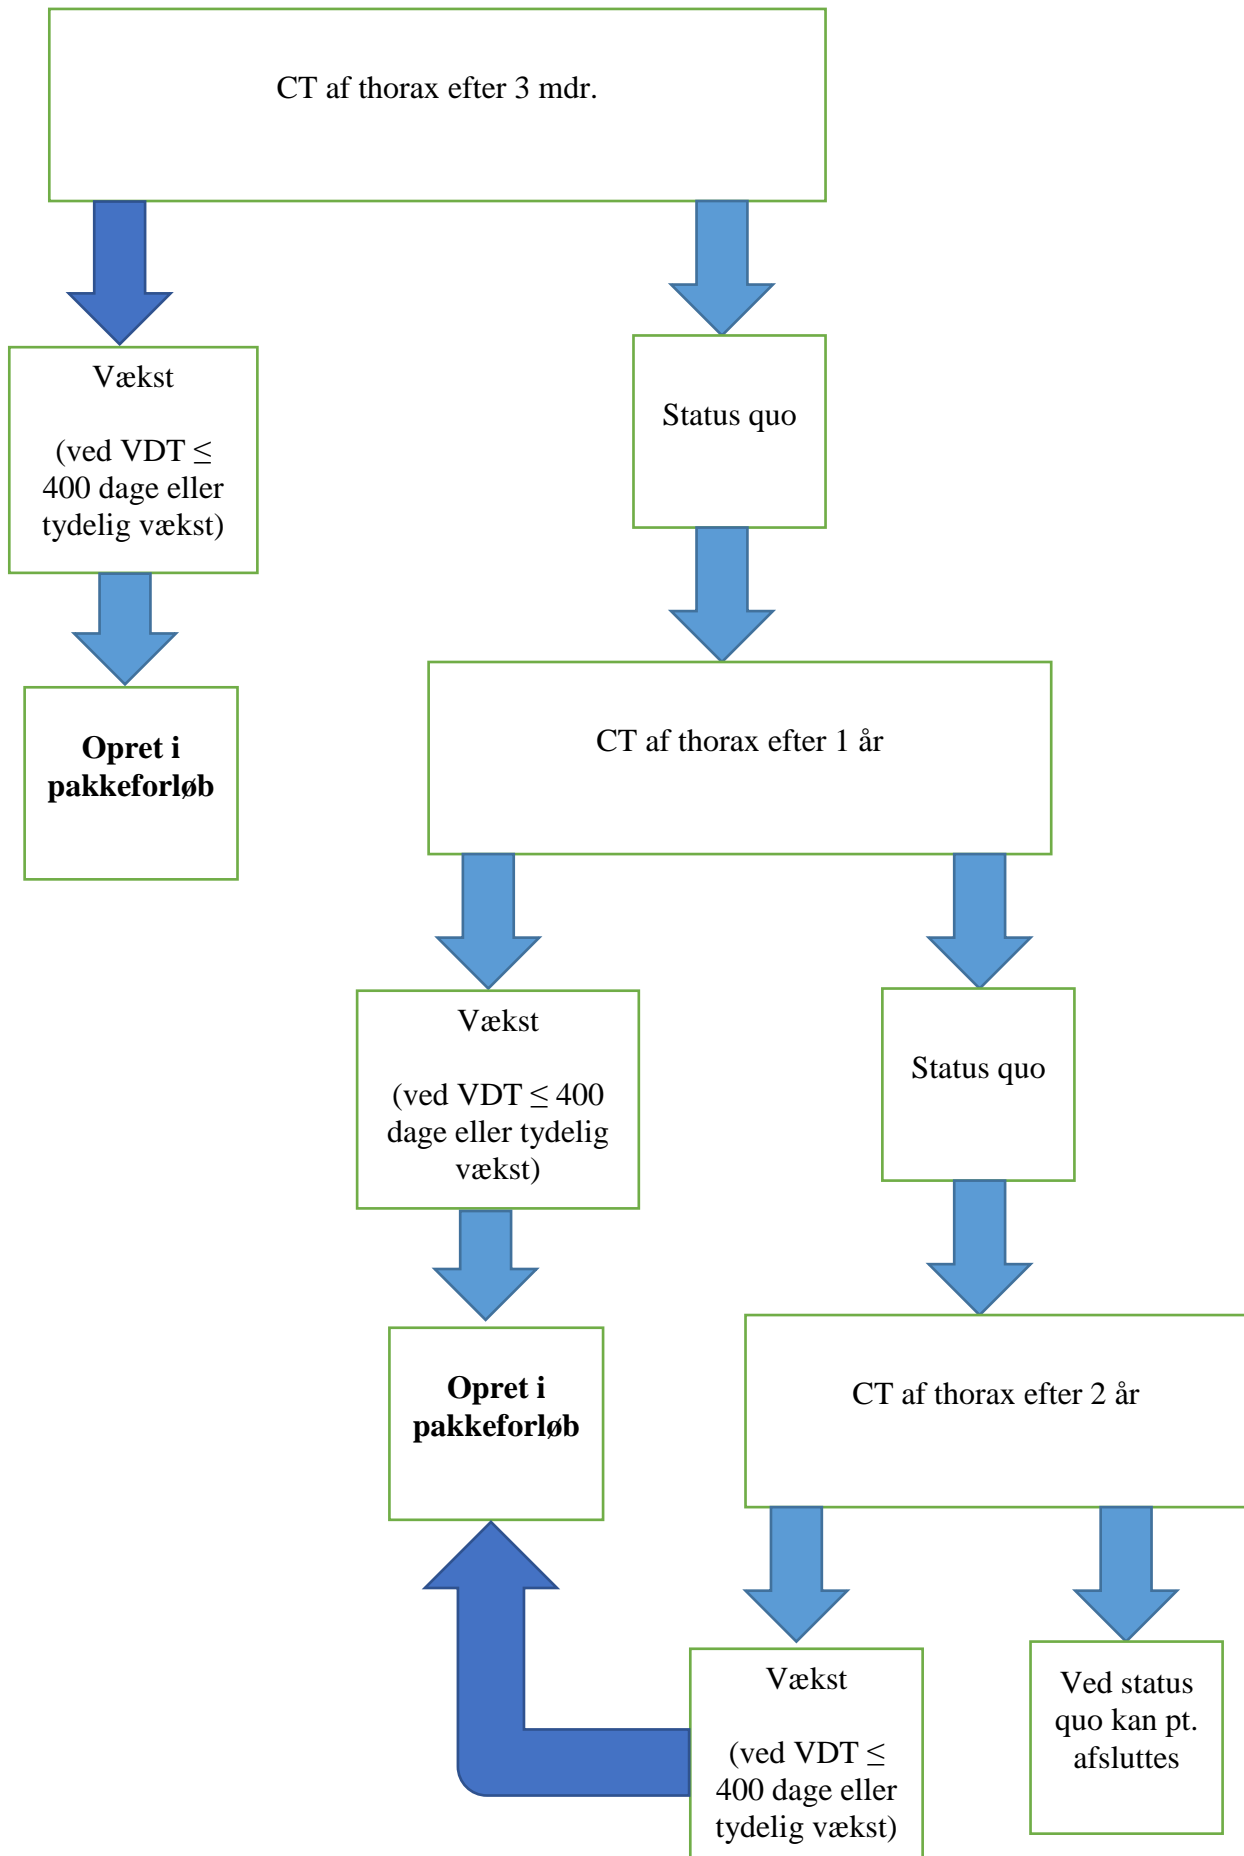 CT af thorax efter 3 mdr.
Vækst
(ved VDT ≤
400 dage eller
tydelig vækst)
Status quo
Opret i
pakkeforløb
CT af thorax efter 1 år
Vækst
(ved VDT ≤ 400
dage eller tydelig
vækst)
Status quo
Opret i
pakkeforløb
CT af thorax efter 2 år
Vækst
(ved VDT ≤
400 dage eller
tydelig vækst)
Ved status
quo kan pt.
afsluttes